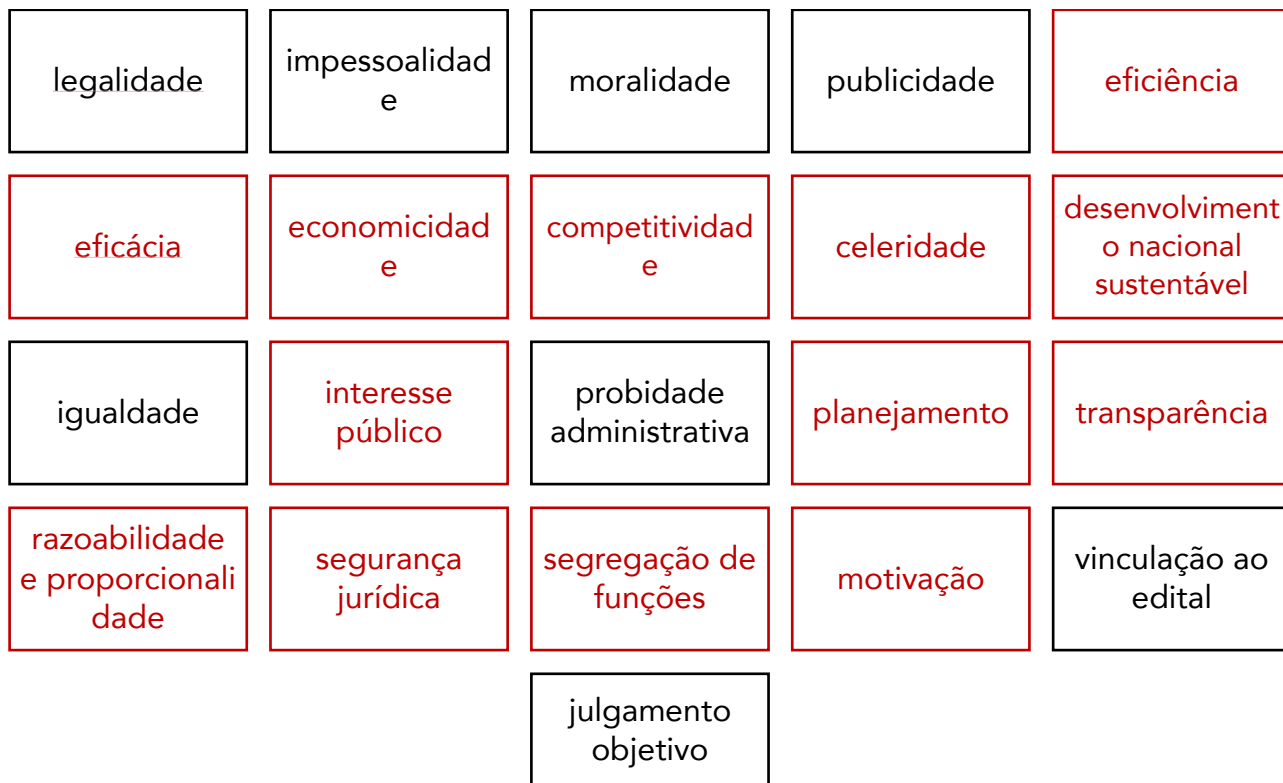 legalidade
impessoalidad
e
moralidade
publicidade
eficiência
eficácia
economicidad
e
competitividad
e
celeridade
desenvolviment
o nacional
sustentável
igualdade
interesse
público
probidade
administrativa
planejamento
transparência
razoabilidade
e proporcionali
dade
segurança
jurídica
segregação de
funções
motivação
vinculação ao
edital
julgamento
objetivo